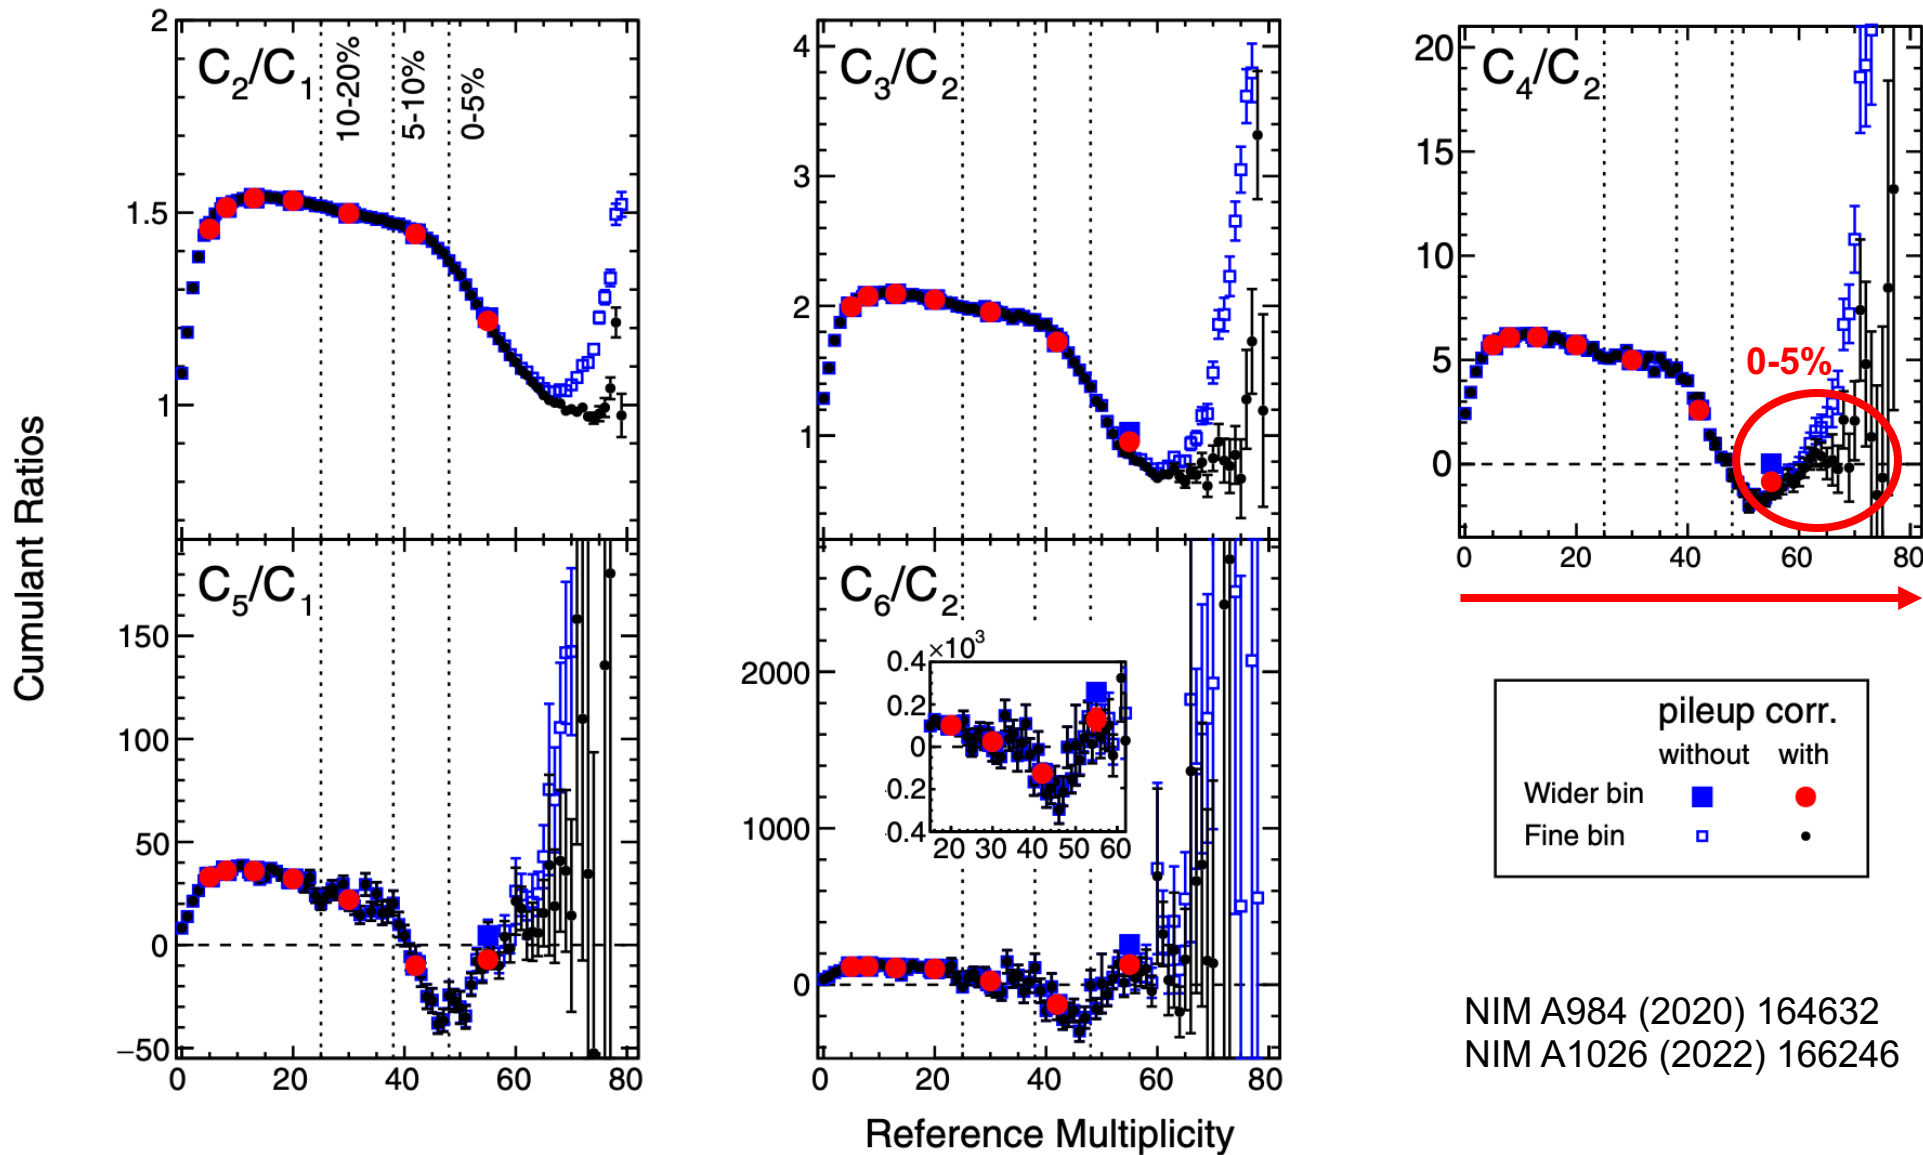 Cumulant Ratios
2
1.5
1
C2/C1
10-20%
5-10%
0-5%
4
3
2
1
C3/C2
20
15
10
5
0
C4/C2
0-5%
0 20 40 60 80
150
100
50
0
−50
C5/C1
0 20 40 60 80
2000
1000
0
C6/C2
×10³
0.4
0.2
0
0.2
0.4
20 30 40 50 60
0 20 40 60 80
Reference Multiplicity
pileup corr.
without with
Wider bin
Fine bin
NIM A984 (2020) 164632
NIM A1026 (2022) 166246